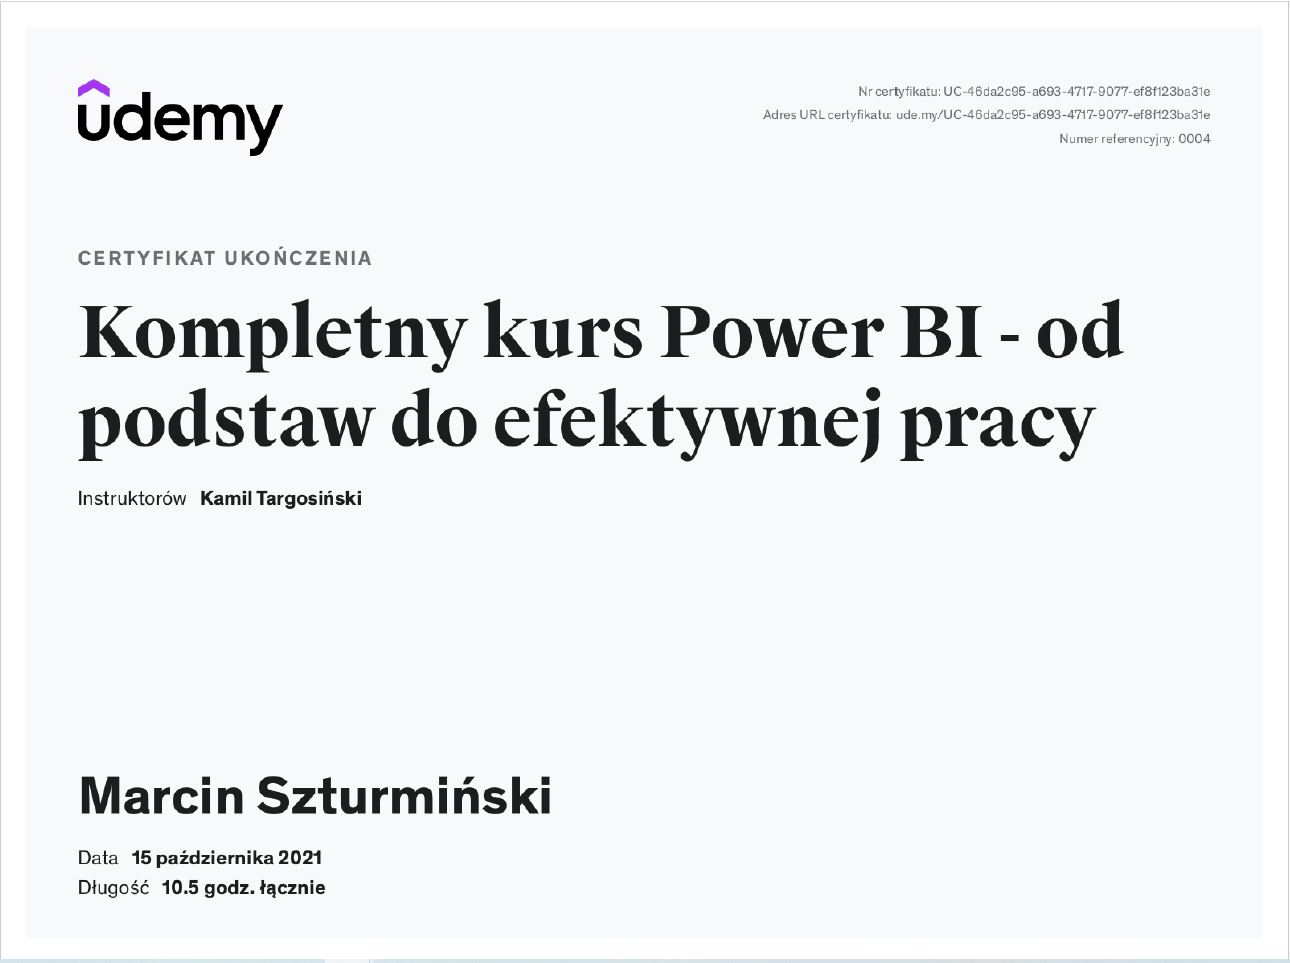 udemy
Nr certyfikatu: UC-46da2c95-a693-4717-9077-ef8f123ba31e
Adres URL certyfikatu: ude.my/UC-46da2c95-a693-4717-9077-ef8f123ba31e
Numer referencyjny: 0004
CERTYFIKAT UKOŃCZENIA
Kompletny kurs Power BI - od
podstaw do efektywnej pracy
Instruktorów Kamil Targosiński
Marcin Szturmiński
Data 15 października 2021
Długość 10.5 godz. łącznie